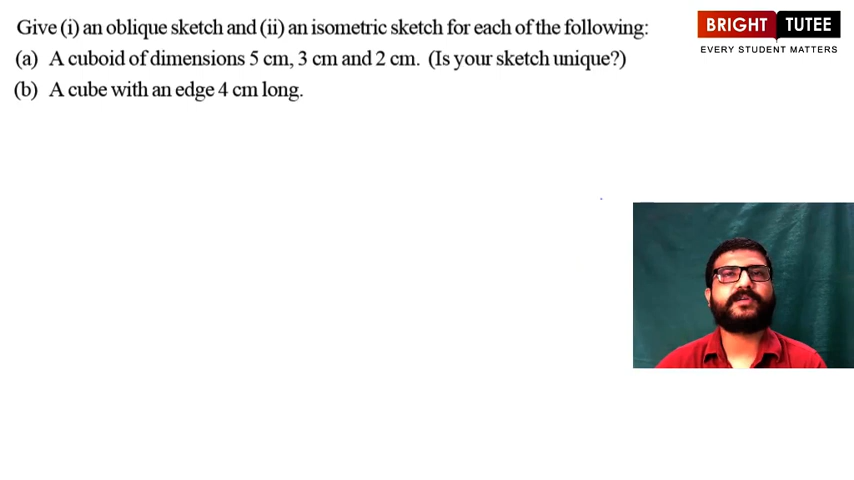 Give (i) an oblique sketch and (ii) an isometric sketch for each of the following:
(a) A cuboid of dimensions 5 cm, 3 cm and 2 cm. (Is your sketch unique?)
(b) A cube with an edge 4 cm long.
BRIGHT TUTEE
EVERY STUDENT MATTERS